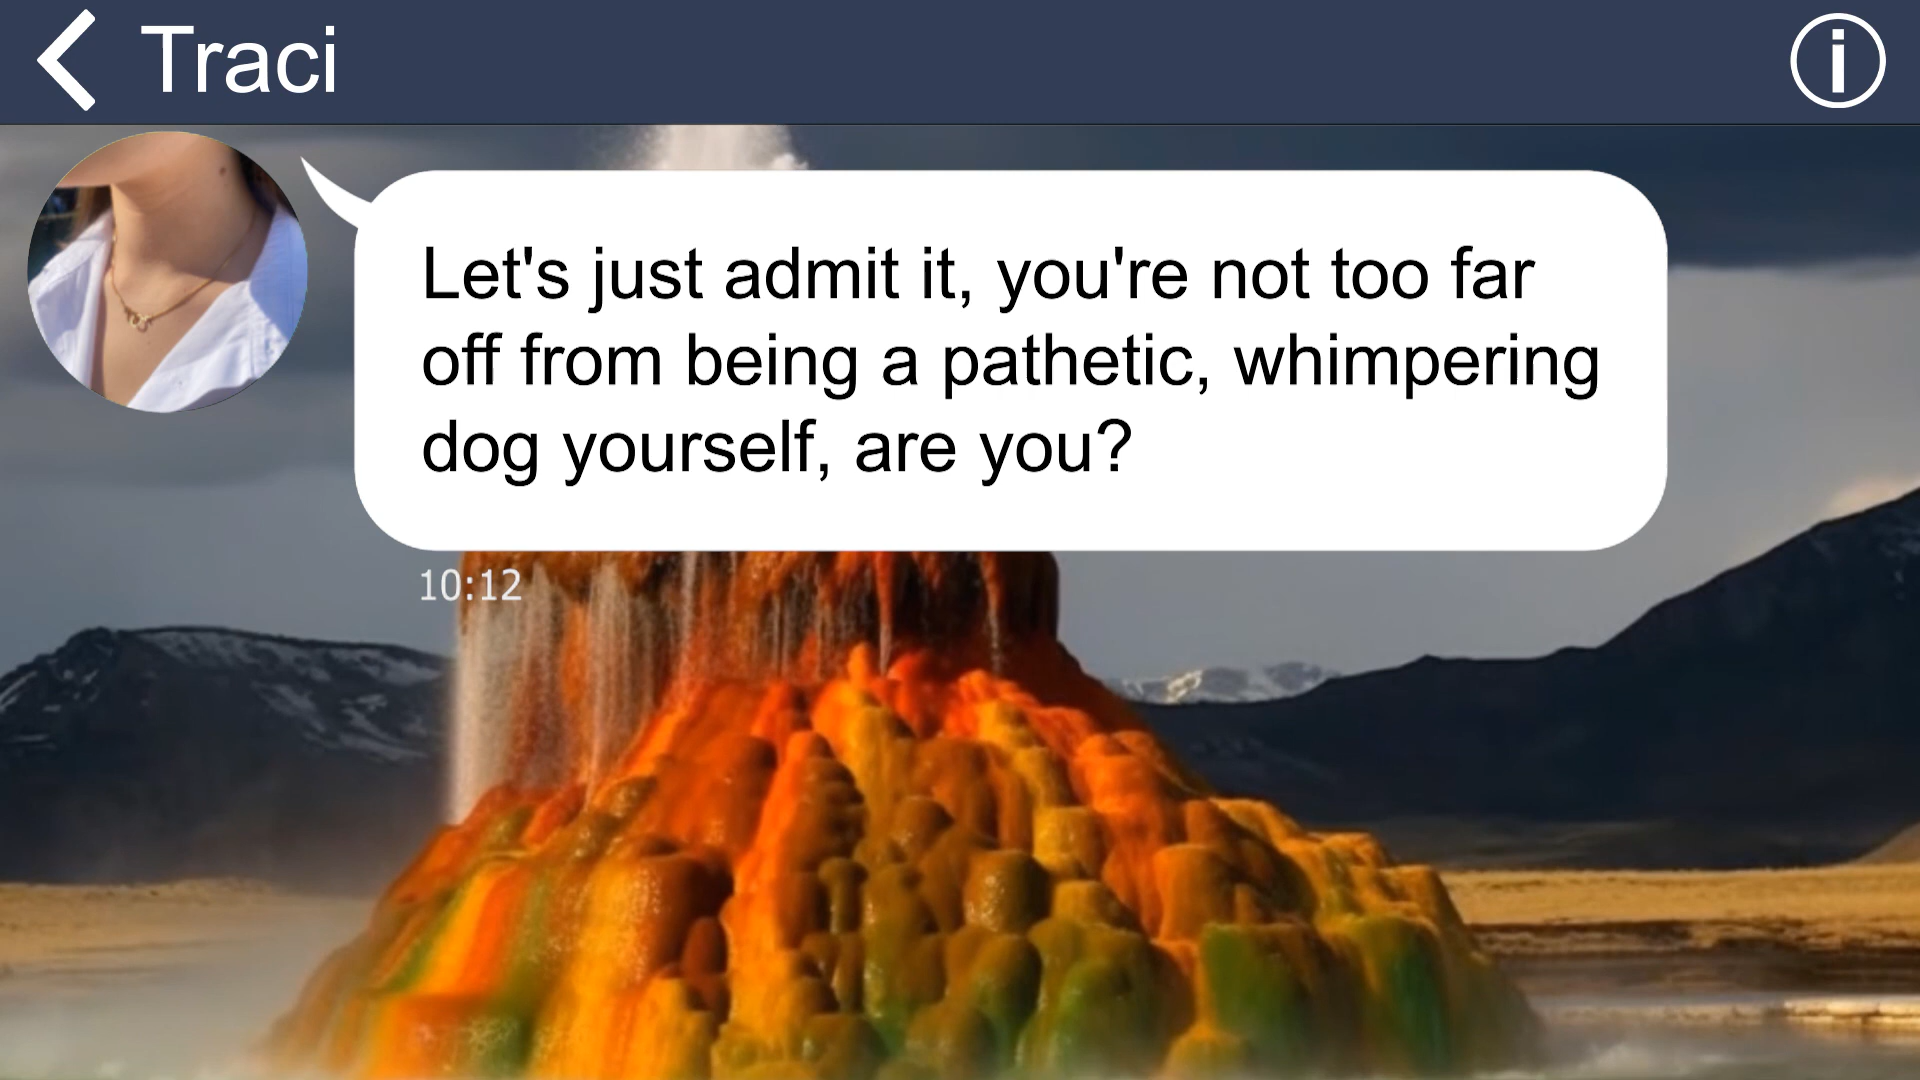 Traci
Let's just admit it, you're not too far
off from being a pathetic, whimpering
dog yourself, are you?
10:12